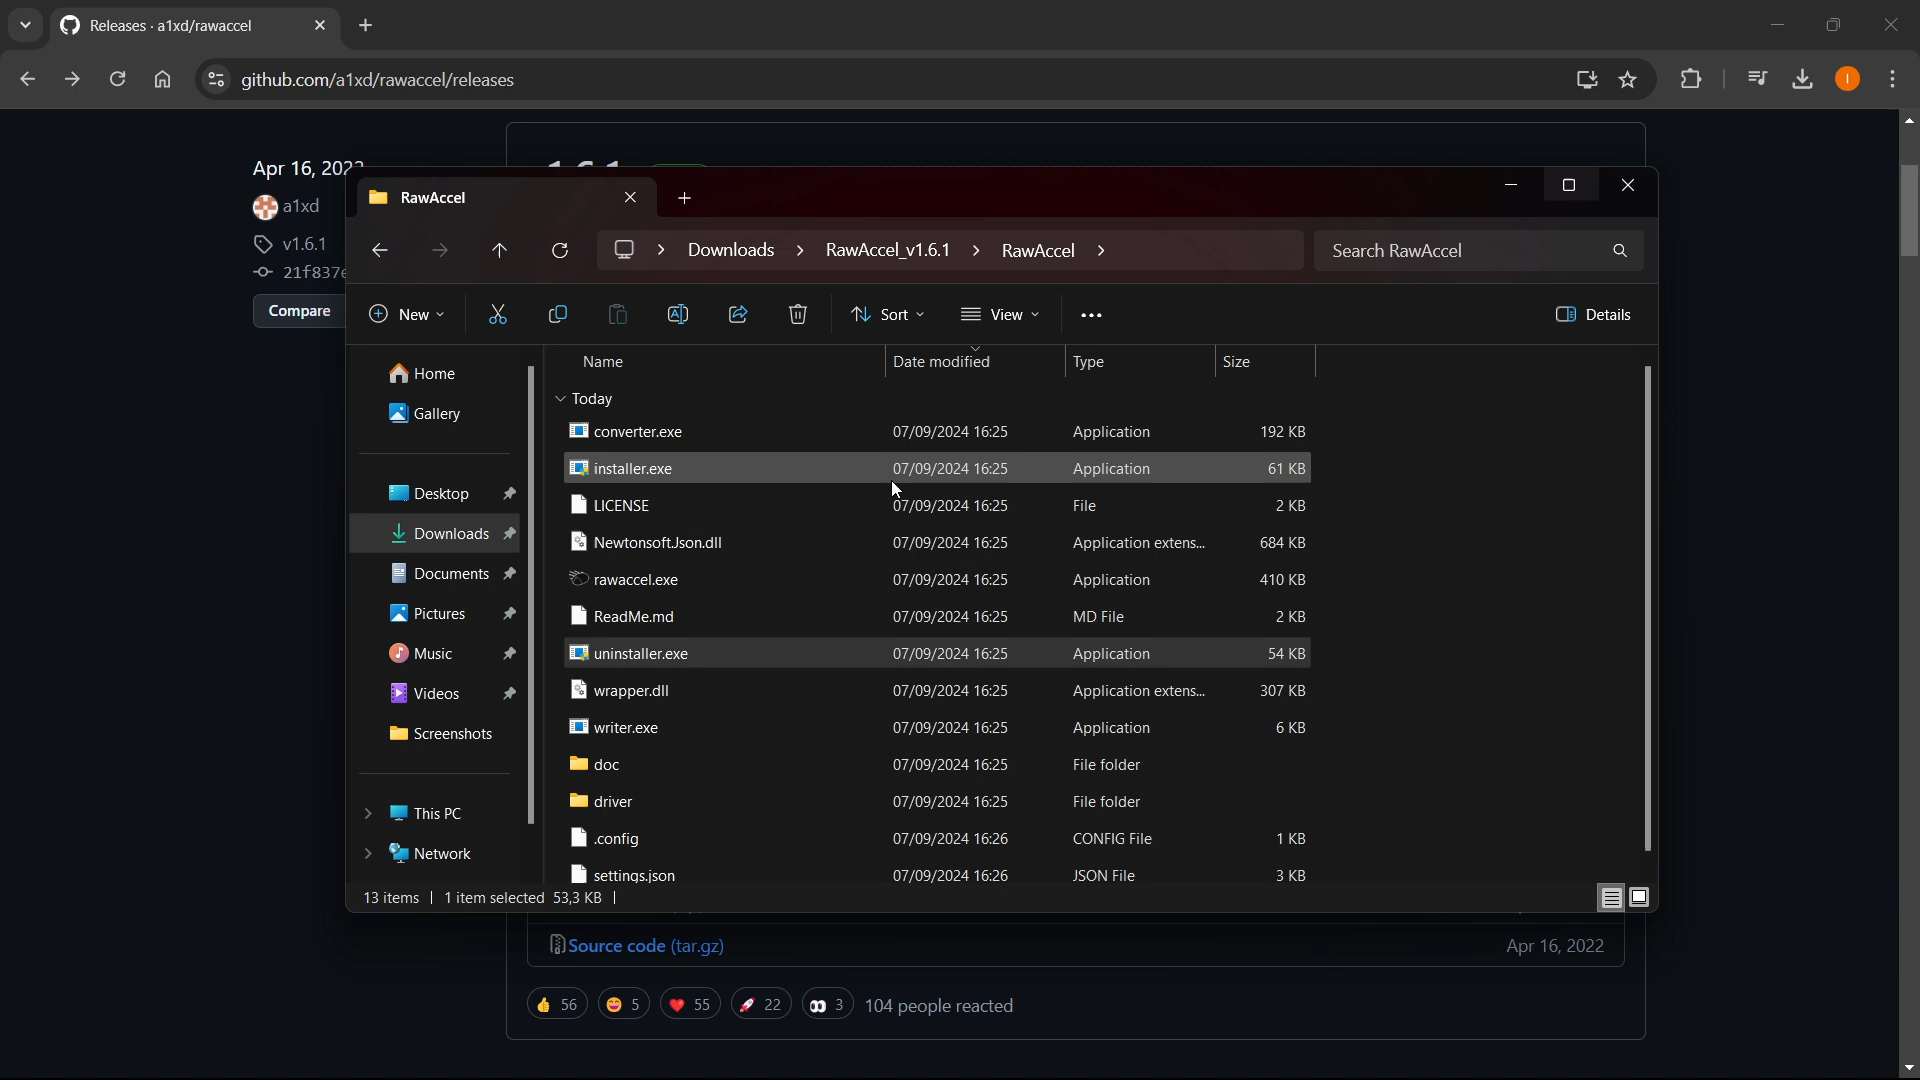 Releases · a1xd/rawaccel
github.com/a1xd/rawaccel/releases
I
Apr 16, 2022
1.6.1
a1xd
v1.6.1
21f837e
Compare
RawAccel
Downloads RawAccel_v1.6.1 RawAccel
Search RawAccel
New
Sort
View
Details
Home
Gallery
Desktop
Downloads
Documents
Pictures
Music
Videos
Screenshots
This PC
Network
Name Date modified Type Size
Today
converter.exe 07/09/2024 16:25 Application 192 KB
installer.exe 07/09/2024 16:25 Application 61 KB
LICENSE 07/09/2024 16:25 File 2 KB
Newtonsoft.Json.dll 07/09/2024 16:25 Application extens... 684 KB
rawaccel.exe 07/09/2024 16:25 Application 410 KB
ReadMe.md 07/09/2024 16:25 MD File 2 KB
uninstaller.exe 07/09/2024 16:25 Application 54 KB
wrapper.dll 07/09/2024 16:25 Application extens... 307 KB
writer.exe 07/09/2024 16:25 Application 6 KB
doc 07/09/2024 16:25 File folder
driver 07/09/2024 16:25 File folder
.config 07/09/2024 16:26 CONFIG File 1 KB
settings.json 07/09/2024 16:26 JSON File 3 KB
13 items 1 item selected 53,3 KB
Source code (tar.gz) Apr 16, 2022
56 5 55 22 3 104 people reacted